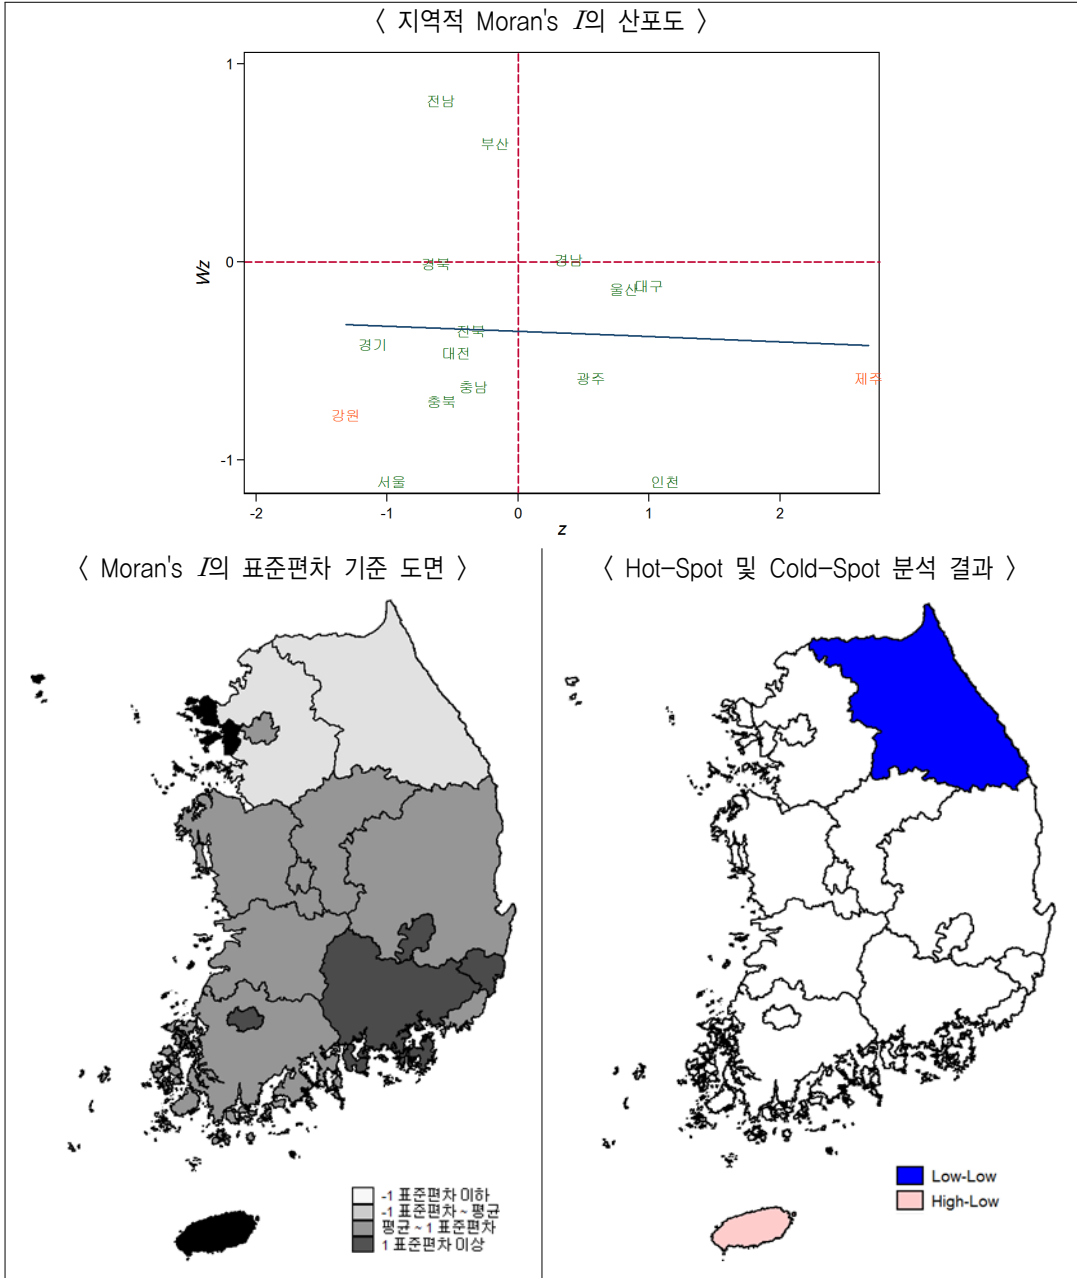 〈 지역적 Moran's I의 산포도 〉
1
전남
부산
0
경북
경남
울산
대구
Wz
전북
경기
대전
광주
제주
충남
충북
강원
-1
서울
인천
-2
-1
0
1
2
z
〈 Moran's I의 표준편차 기준 도면 〉
-1 표준편차 이하
-1 표준편차 ~ 평균
평균 ~ 1 표준편차
1 표준편차 이상
〈 Hot-Spot 및 Cold-Spot 분석 결과 〉
Low-Low
High-Low